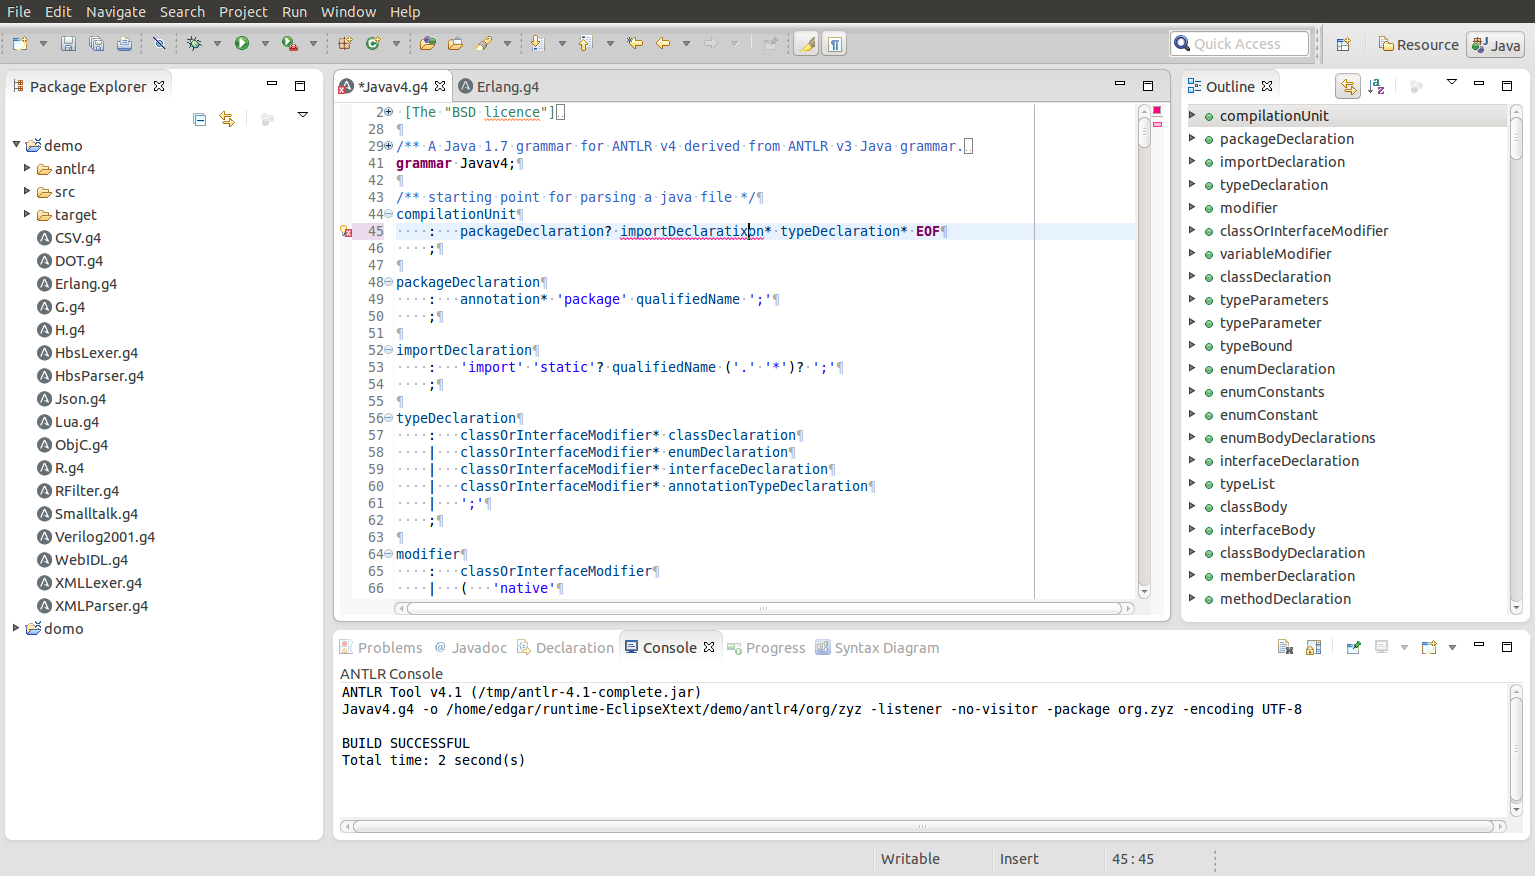 File Edit Navigate Search Project Run Window Help
Quick Access
Resource
Java
Package Explorer
demo
antlr4
src
target
CSV.g4
DOT.g4
Erlang.g4
G.g4
H.g4
HbsLexer.g4
HbsParser.g4
Json.g4
Lua.g4
ObjC.g4
R.g4
RFilter.g4
Smalltalk.g4
Verilog2001.g4
WebIDL.g4
XMLLexer.g4
XMLParser.g4
domo
*Javav4.g4
Erlang.g4
2 [The "BSD licence"]
28 ¶
29 /** A Java 1.7 grammar for ANTLR v4 derived from ANTLR v3 Java grammar.
41 grammar Javav4;¶
42 ¶
43 /** starting point for parsing a java file */¶
44 compilationUnit¶
45 ····:···packageDeclaration? importDeclaratixon* typeDeclaration* EOF¶
46 ····;¶
47 ¶
48 packageDeclaration¶
49 ····:···annotation* 'package' qualifiedName ';'¶
50 ····;¶
51 ¶
52 importDeclaration¶
53 ····:···'import' 'static'? qualifiedName ('.' '*')? ';'¶
54 ····;¶
55 ¶
56 typeDeclaration¶
57 ····:···classOrInterfaceModifier* classDeclaration¶
58 ····|···classOrInterfaceModifier* enumDeclaration¶
59 ····|···classOrInterfaceModifier* interfaceDeclaration¶
60 ····|···classOrInterfaceModifier* annotationTypeDeclaration¶
61 ····|···';'¶
62 ····;¶
63 ¶
64 modifier¶
65 ····:···classOrInterfaceModifier¶
66 ····|···(···'native'¶
Outline
compilationUnit
packageDeclaration
importDeclaration
typeDeclaration
modifier
classOrInterfaceModifier
variableModifier
classDeclaration
typeParameters
typeParameter
typeBound
enumDeclaration
enumConstants
enumConstant
enumBodyDeclarations
interfaceDeclaration
typeList
classBody
interfaceBody
classBodyDeclaration
memberDeclaration
methodDeclaration
Problems @ Javadoc Declaration Console Progress Syntax Diagram
ANTLR Console
ANTLR Tool v4.1 (/tmp/antlr-4.1-complete.jar)
Javav4.g4 -o /home/edgar/runtime-EclipseXtext/demo/antlr4/org/zyz -listener -no-visitor -package org.zyz -encoding UTF-8
BUILD SUCCESSFUL
Total time: 2 second(s)
Writable Insert 45 : 45